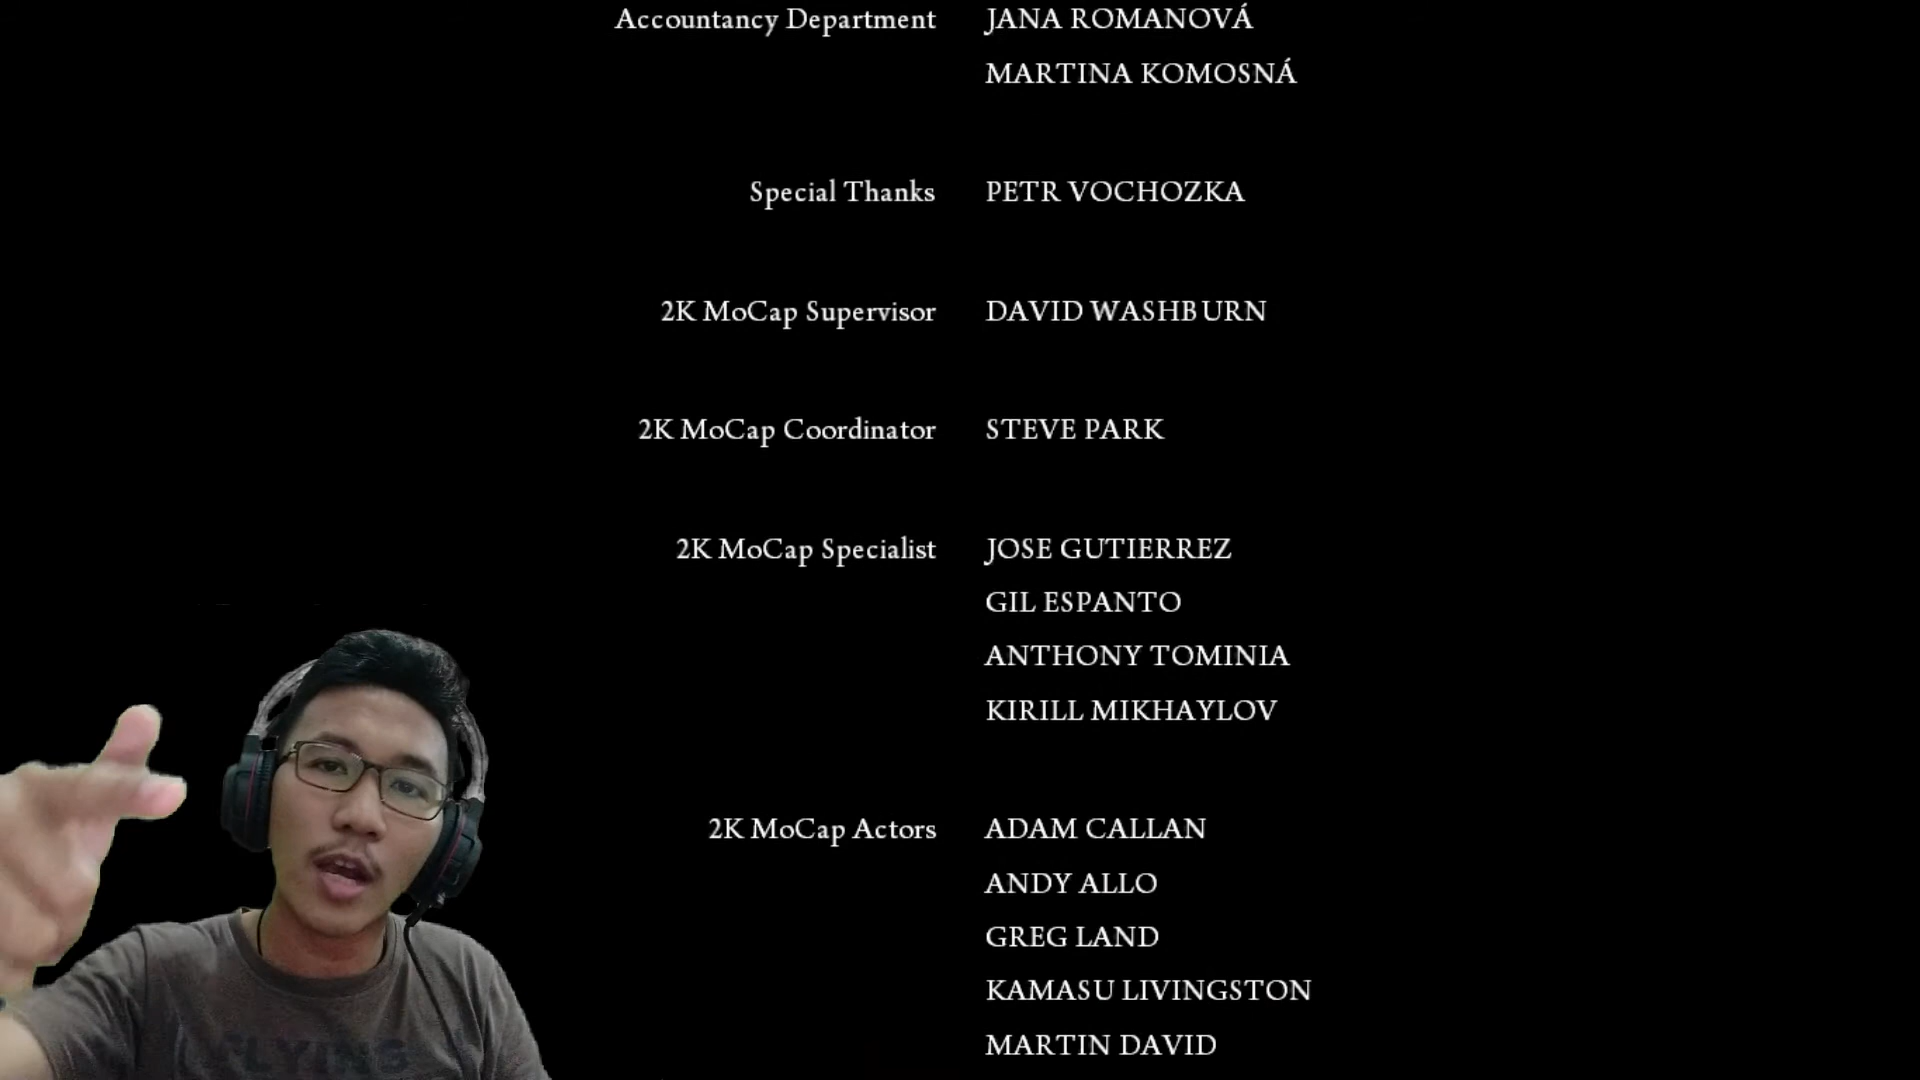 Accountancy Department JANA ROMANOVÁ
MARTINA KOMOSNÁ
Special Thanks PETR VOCHOZKA
2K MoCap Supervisor DAVID WASHBURN
2K MoCap Coordinator STEVE PARK
2K MoCap Specialist JOSE GUTIERREZ
GIL ESPANTO
ANTHONY TOMINIA
KIRILL MIKHAYLOV
2K MoCap Actors ADAM CALLAN
ANDY ALLO
GREG LAND
KAMASU LIVINGSTON
MARTIN DAVID
FLYING